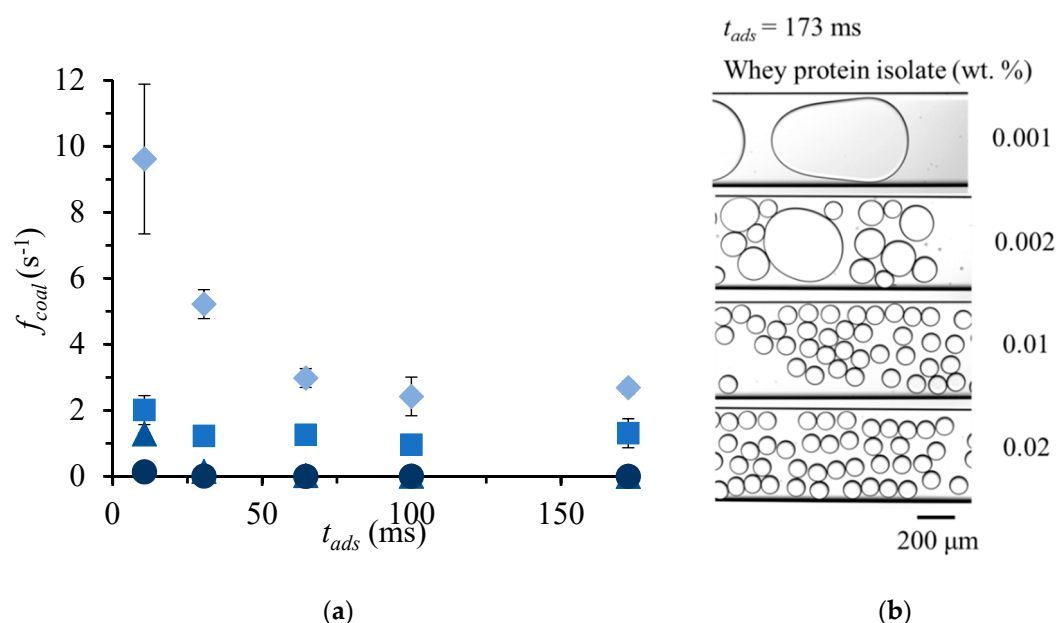 12
10
8
6
4
2
0
f_coal (s⁻¹)
0
50
100
150
t_ads (ms)
(a)
t_ads = 173 ms
Whey protein isolate (wt. %)
0.001
0.002
0.01
0.02
200 μm
(b)